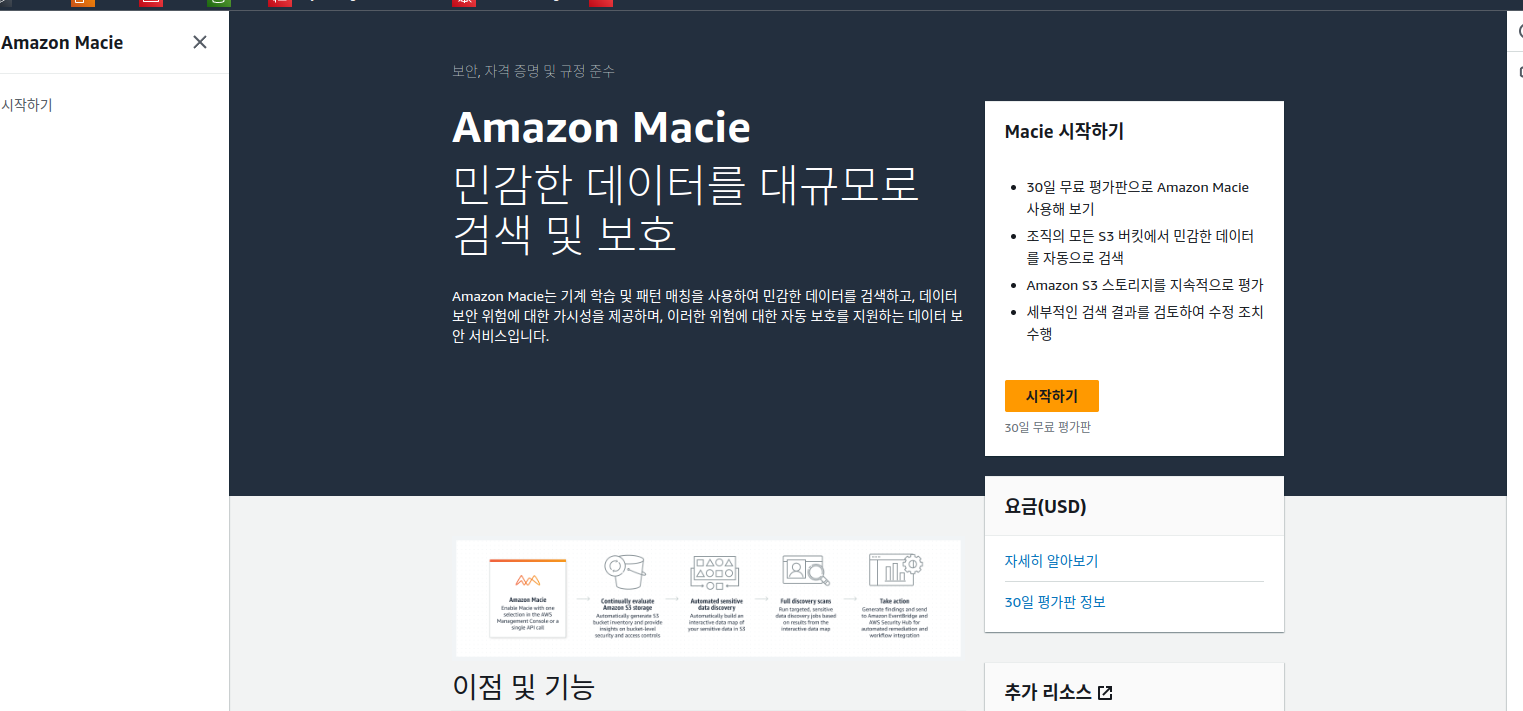 Amazon Macie
시작하기
보안, 자격 증명 및 규정 준수
Amazon Macie
민감한 데이터를 대규모로
검색 및 보호
Amazon Macie는 기계 학습 및 패턴 매칭을 사용하여 민감한 데이터를 검색하고, 데이터
보안 위험에 대한 가시성을 제공하며, 이러한 위험에 대한 자동 보호를 지원하는 데이터 보
안 서비스입니다.
Macie 시작하기
30일 무료 평가판으로 Amazon Macie
사용해 보기
조직의 모든 S3 버킷에서 민감한 데이터
를 자동으로 검색
Amazon S3 스토리지를 지속적으로 평가
세부적인 검색 결과를 검토하여 수정 조치
수행
시작하기
30일 무료 평가판
요금(USD)
자세히 알아보기
30일 평가판 정보
Amazon Macie
Enable Macie with one
selection in the AWS
Management Console or a
single API call
Continually evaluate
Amazon S3 storage
Automatically generate S3
bucket inventory and provide
insights on bucket-level
security and access controls
Automated sensitive
data discovery
Automatically build an
interactive data map of
your sensitive data in S3
Full discovery scans
Run targeted, sensitive
data discovery jobs based
on results from the
interactive data map
Take action
Generate findings and send
to Amazon EventBridge and
AWS Security Hub for
automated remediation and
workflow integration
이점 및 기능
추가 리소스